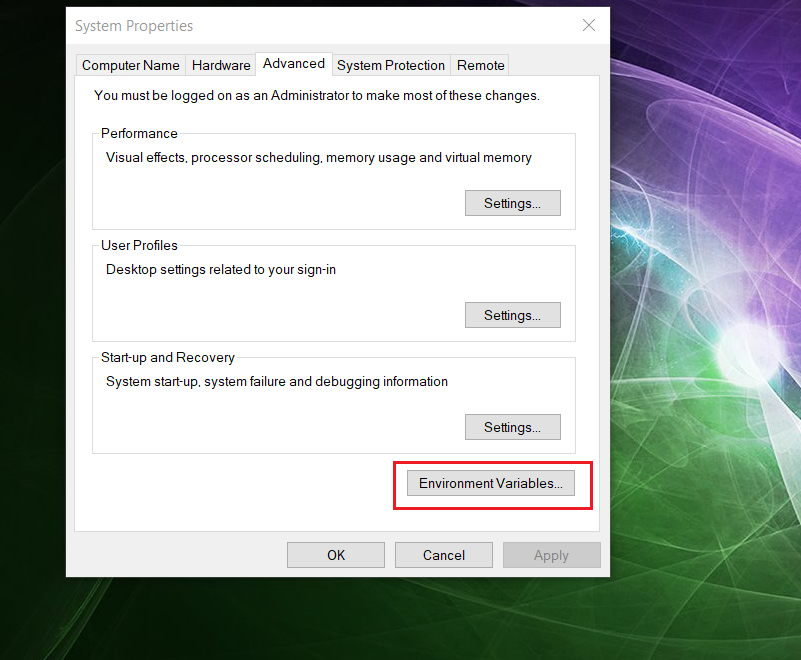 System Properties
Computer Name Hardware Advanced System Protection Remote
You must be logged on as an Administrator to make most of these changes.
Performance
Visual effects, processor scheduling, memory usage and virtual memory
Settings...
User Profiles
Desktop settings related to your sign-in
Settings...
Start-up and Recovery
System start-up, system failure and debugging information
Settings...
Environment Variables...
OK Cancel Apply